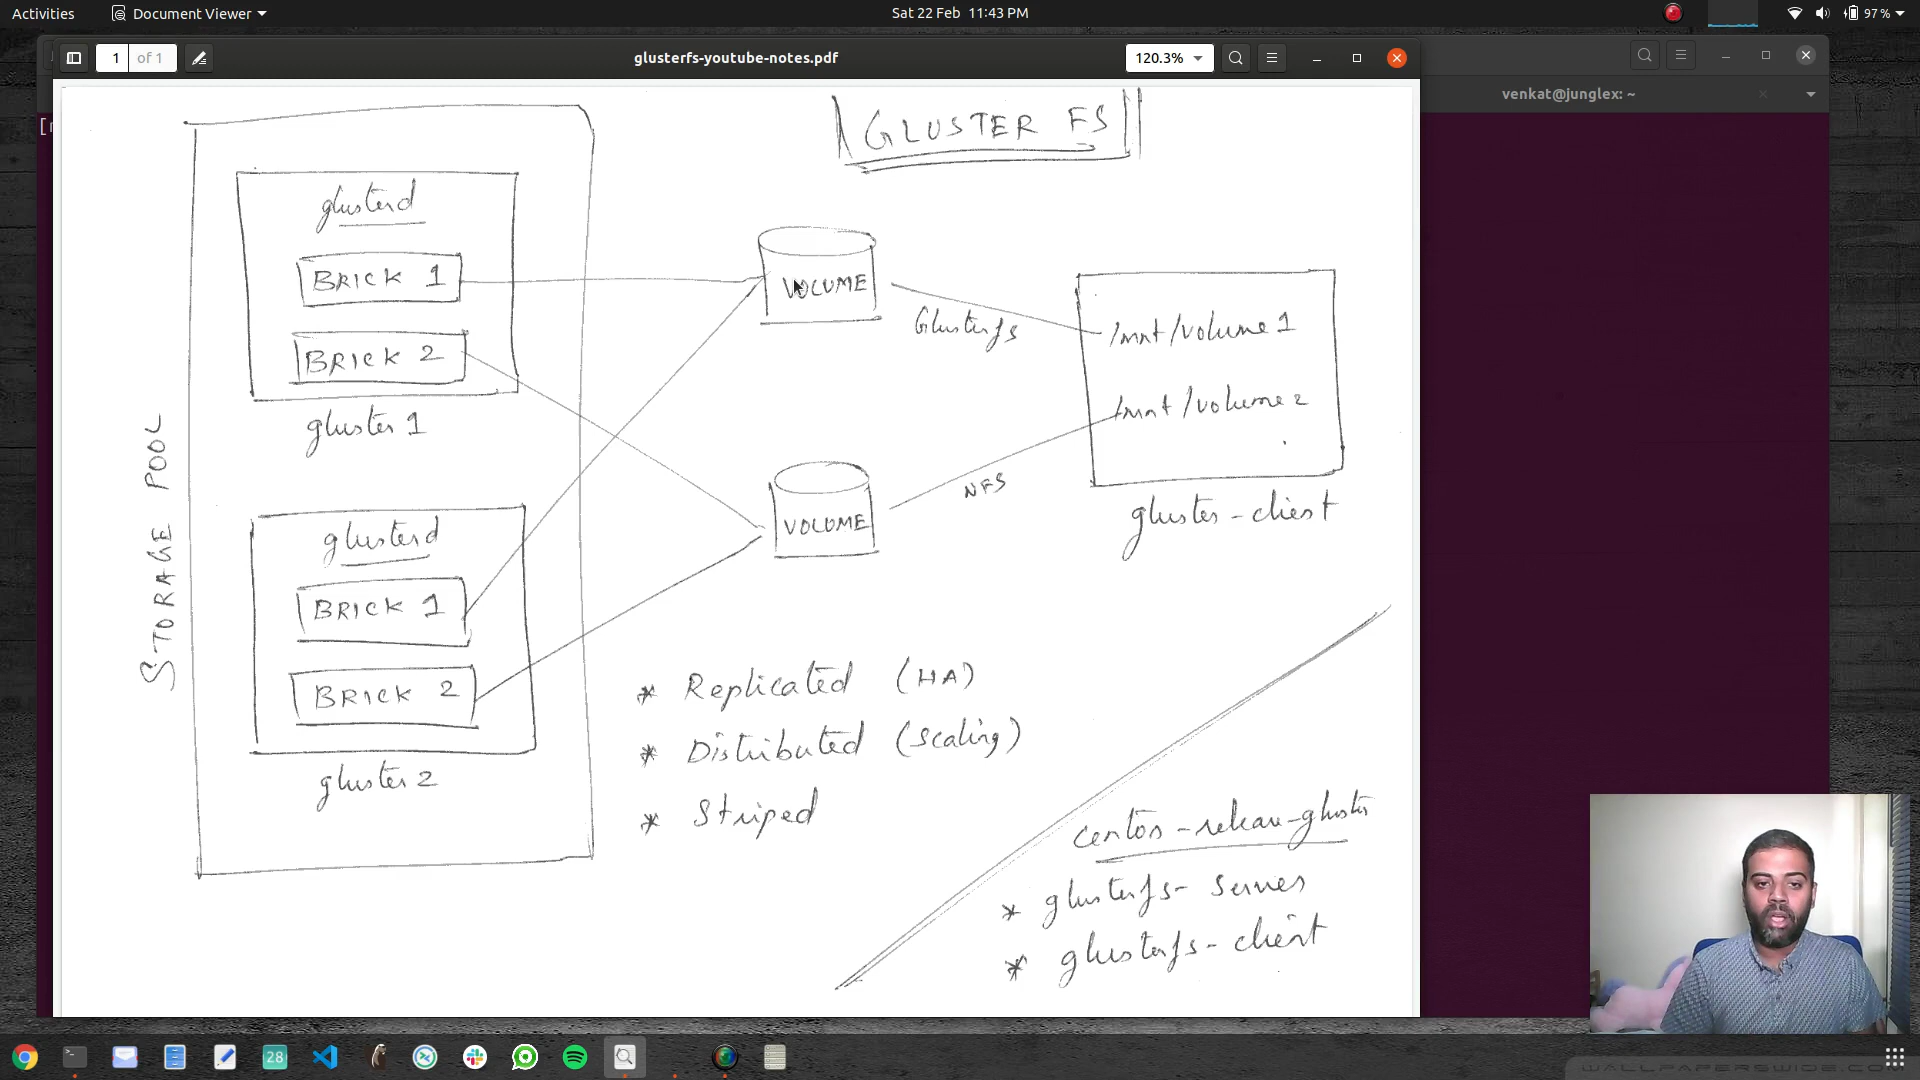 Activities
Document Viewer
Sat 22 Feb 11:43 PM
97 %
1 of 1
glusterfs-youtube-notes.pdf
120.3%
venkat@junglex: ~
GLUSTER FS
STORAGE POOL
glusterd
BRICK 1
BRICK 2
gluster 1
glusterd
BRICK 1
BRICK 2
gluster 2
VOLUME
Glusterfs
VOLUME
NFS
/mnt/volume 1
/mnt/volume 2
gluster-client
* Replicated (HA)
* Distributed (Scaling)
* Striped
centos-release-gluster
* glusterfs-server
* glusterfs-client
28
WALLPAPERSWIDE.COM